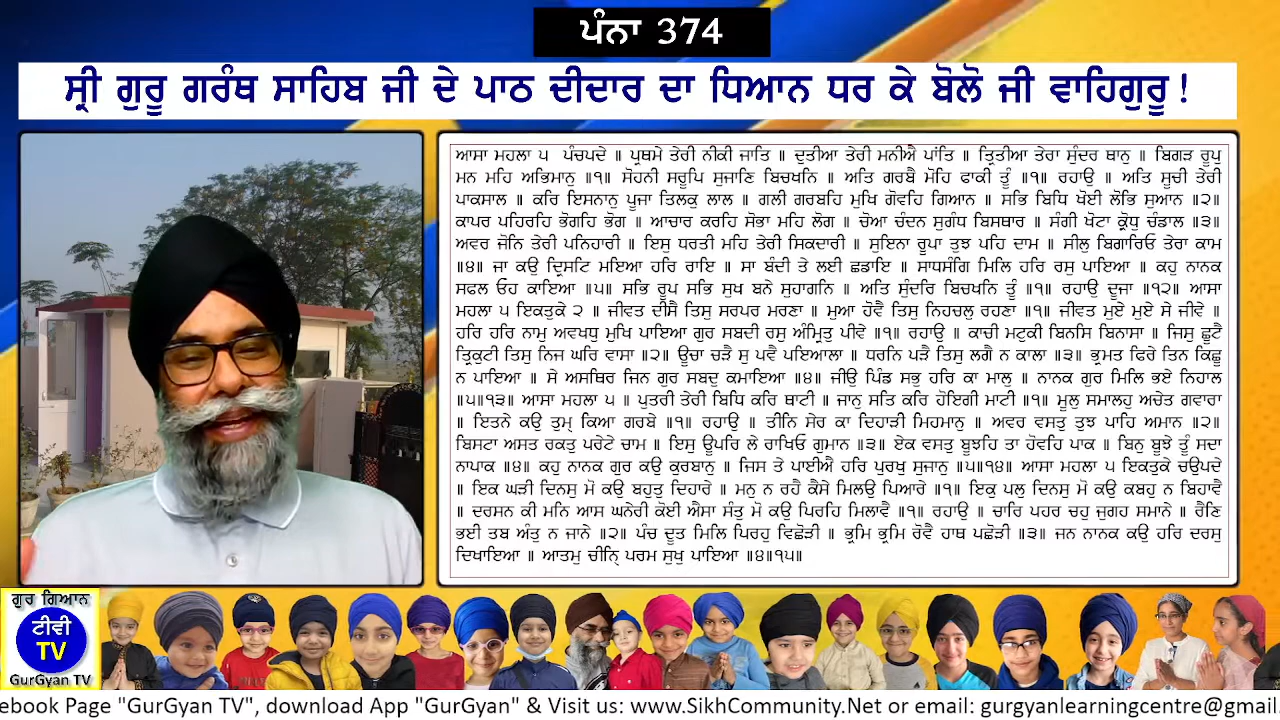 ਪੰਨਾ 374
ਸ੍ਰੀ ਗੁਰੂ ਗਰੰਥ ਸਾਹਿਬ ਜੀ ਦੇ ਪਾਠ ਦੀਦਾਰ ਦਾ ਧਿਆਨ ਧਰ ਕੇ ਬੋਲੋ ਜੀ ਵਾਹਿਗੁਰੂ!
ਆਸਾ ਮਹਲਾ ੫ ਪੰਚਪਦੇ ॥ ਪ੍ਰਥਮੇ ਤੇਰੀ ਨੀਕੀ ਜਾਤਿ ॥ ਦੁਤੀਆ ਤੇਰੀ ਮਨੀਐ ਪਾਂਤਿ ॥ ਤ੍ਰਿਤੀਆ ਤੇਰਾ ਸੁੰਦਰ ਥਾਨੁ ॥ ਬਿਗੜ ਰੂਪੁ
ਮਨ ਮਹਿ ਅਭਿਮਾਨੁ ॥੧॥ ਸੋਹਨੀ ਸਰੂਪਿ ਸੁਜਾਣਿ ਬਿਚਖਨਿ ॥ ਅਤਿ ਗਰਬੈ ਮੋਹਿ ਫਾਕੀ ਤੂੰ ॥੧॥ ਰਹਾਉ ॥ ਅਤਿ ਸੂਚੀ ਤੇਰੀ
ਪਾਕਸਾਲ ॥ ਕਰਿ ਇਸਨਾਨੁ ਪੂਜਾ ਤਿਲਕੁ ਲਾਲ ॥ ਗਲੀ ਗਰਬਹਿ ਮੁਖਿ ਗੋਵਹਿ ਗਿਆਨ ॥ ਸਭਿ ਬਿਧਿ ਖੋਈ ਲੋਭਿ ਸੁਆਨ ॥੨॥
ਕਾਪਰ ਪਹਿਰਹਿ ਭੋਗਹਿ ਭੋਗ ॥ ਆਚਾਰ ਕਰਹਿ ਸੋਭਾ ਮਹਿ ਲੋਗ ॥ ਚੋਆ ਚੰਦਨ ਸੁਗੰਧ ਬਿਸਥਾਰ ॥ ਸੰਗੀ ਖੋਟਾ ਕ੍ਰੋਧੁ ਚੰਡਾਲ ॥੩॥
ਅਵਰ ਜੋਨਿ ਤੇਰੀ ਪਨਿਹਾਰੀ ॥ ਇਸੁ ਧਰਤੀ ਮਹਿ ਤੇਰੀ ਸਿਕਦਾਰੀ ॥ ਸੁਇਨਾ ਰੂਪਾ ਤੁਝ ਪਹਿ ਦਾਮ ॥ ਸੀਲੁ ਬਿਗਾਰਿਓ ਤੇਰਾ ਕਾਮ
॥੪॥ ਜਾ ਕਉ ਦ੍ਰਿਸਟਿ ਮਇਆ ਹਰਿ ਰਾਇ ॥ ਸਾ ਬੰਦੀ ਤੇ ਲਈ ਛਡਾਇ ॥ ਸਾਧਸੰਗਿ ਮਿਲਿ ਹਰਿ ਰਸੁ ਪਾਇਆ ॥ ਕਹੁ ਨਾਨਕ
ਸਫਲ ਓਹ ਕਾਇਆ ॥੫॥ ਸਭਿ ਰੂਪ ਸਭਿ ਸੁਖ ਬਨੇ ਸੁਹਾਗਨਿ ॥ ਅਤਿ ਸੁੰਦਰਿ ਬਿਚਖਨਿ ਤੂੰ ॥੧॥ ਰਹਾਉ ਦੂਜਾ ॥੧੨॥ ਆਸਾ
ਮਹਲਾ ੫ ਇਕਤੁਕੇ ੨ ॥ ਜੀਵਤ ਦੀਸੈ ਤਿਸੁ ਸਰਪਰ ਮਰਣਾ ॥ ਮੁਆ ਹੋਵੈ ਤਿਸੁ ਨਿਹਚਲੁ ਰਹਣਾ ॥੧॥ ਜੀਵਤ ਮੁਏ ਮੁਏ ਸੇ ਜੀਵੇ ॥
ਹਰਿ ਹਰਿ ਨਾਮੁ ਅਵਖਧੁ ਮੁਖਿ ਪਾਇਆ ਗੁਰ ਸਬਦੀ ਰਸੁ ਅੰਮ੍ਰਿਤੁ ਪੀਵੇ ॥੧॥ ਰਹਾਉ ॥ ਕਾਚੀ ਮਟੁਕੀ ਬਿਨਸਿ ਬਿਨਾਸਾ ॥ ਜਿਸੁ ਛੂਟੈ
ਤ੍ਰਿਕੁਟੀ ਤਿਸੁ ਨਿਜ ਘਰਿ ਵਾਸਾ ॥੨॥ ਊਚਾ ਚੜੈ ਸੁ ਪਵੈ ਪਇਆਲਾ ॥ ਧਰਨਿ ਪੜੈ ਤਿਸੁ ਲਗੈ ਨ ਕਾਲਾ ॥੩॥ ਭ੍ਰਮਤ ਫਿਰੇ ਤਿਨ ਕਿਛੂ
ਨ ਪਾਇਆ ॥ ਸੇ ਅਸਥਿਰ ਜਿਨ ਗੁਰ ਸਬਦੁ ਕਮਾਇਆ ॥੪॥ ਜੀਉ ਪਿੰਡ ਸਭੁ ਹਰਿ ਕਾ ਮਾਲੁ ॥ ਨਾਨਕ ਗੁਰ ਮਿਲਿ ਭਏ ਨਿਹਾਲ
॥੫॥੧੩॥ ਆਸਾ ਮਹਲਾ ੫ ॥ ਪੁਤਰੀ ਤੇਰੀ ਬਿਧਿ ਕਰਿ ਥਾਟੀ ॥ ਜਾਨੁ ਸਤਿ ਕਰਿ ਹੋਇਗੀ ਮਾਟੀ ॥੧॥ ਮੂਲੁ ਸਮਾਲਹੁ ਅਚੇਤ ਗਵਾਰਾ
॥ ਇਤਨੇ ਕਉ ਤੁਮ੍ ਕਿਆ ਗਰਬੇ ॥੧॥ ਰਹਾਉ ॥ ਤੀਨਿ ਸੇਰ ਕਾ ਦਿਹਾੜੀ ਮਿਹਮਾਨੁ ॥ ਅਵਰ ਵਸਤੁ ਤੁਝ ਪਾਹਿ ਅਮਾਨ ॥੨॥
ਬਿਸਟਾ ਅਸਤ ਰਕਤੁ ਪਰੇਟੇ ਚਾਮ ॥ ਇਸੁ ਊਪਰਿ ਲੇ ਰਾਖਿਓ ਗੁਮਾਨ ॥੩॥ ਏਕ ਵਸਤੁ ਬੂਝਹਿ ਤਾ ਹੋਵਹਿ ਪਾਕ ॥ ਬਿਨੁ ਬੂਝੇ ਤੂੰ ਸਦਾ
ਨਾਪਾਕ ॥੪॥ ਕਹੁ ਨਾਨਕ ਗੁਰ ਕਉ ਕੁਰਬਾਨੁ ॥ ਜਿਸ ਤੇ ਪਾਈਐ ਹਰਿ ਪੁਰਖੁ ਸੁਜਾਨੁ ॥੫॥੧੪॥ ਆਸਾ ਮਹਲਾ ੫ ਇਕਤੁਕੇ ਚਉਪਦੇ
॥ ਇਕ ਘੜੀ ਦਿਨਸੁ ਮੋ ਕਉ ਬਹੁਤੁ ਦਿਹਾਰੇ ॥ ਮਨੁ ਨ ਰਹੈ ਕੈਸੇ ਮਿਲਉ ਪਿਆਰੇ ॥੧॥ ਇਕੁ ਪਲੁ ਦਿਨਸੁ ਮੋ ਕਉ ਕਬਹੁ ਨ ਬਿਹਾਵੈ
॥ ਦਰਸਨ ਕੀ ਮਨਿ ਆਸ ਘਨੇਰੀ ਕੋਈ ਐਸਾ ਸੰਤੁ ਮੋ ਕਉ ਪਿਰਹਿ ਮਿਲਾਵੈ ॥੧॥ ਰਹਾਉ ॥ ਚਾਰਿ ਪਹਰ ਚਹੁ ਜੁਗਹ ਸਮਾਨੇ ॥ ਰੈਣਿ
ਭਈ ਤਬ ਅੰਤੁ ਨ ਜਾਨੇ ॥੨॥ ਪੰਚ ਦੂਤ ਮਿਲਿ ਪਿਰਹੁ ਵਿਛੋੜੀ ॥ ਭ੍ਰਮਿ ਭ੍ਰਮਿ ਰੋਵੈ ਹਾਥ ਪਛੋੜੀ ॥੩॥ ਜਨ ਨਾਨਕ ਕਉ ਹਰਿ ਦਰਸੁ
ਦਿਖਾਇਆ ॥ ਆਤਮੁ ਚੀਨ੍ਹਿ ਪਰਮ ਸੁਖੁ ਪਾਇਆ ॥੪॥੧੫॥
ਗੁਰ ਗਿਆਨ
ਟੀਵੀ
TV
GurGyan TV
ebook Page "GurGyan TV", download App "GurGyan" & Visit us: www.SikhCommunity.Net or email: gurgyanlearningcentre@gmail.